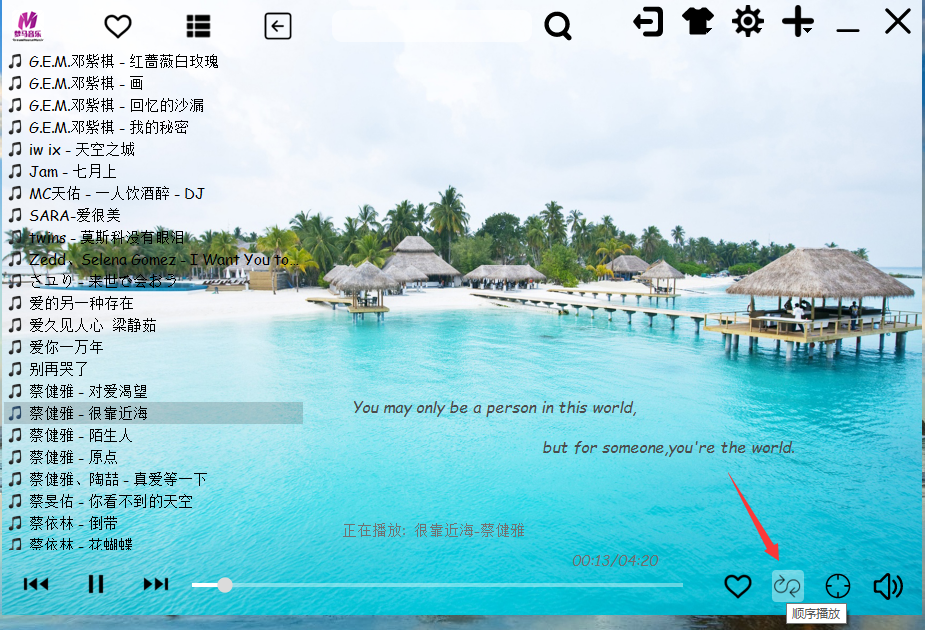 梦马音乐
G.E.M.邓紫棋 - 红蔷薇白玫瑰
G.E.M.邓紫棋 - 画
G.E.M.邓紫棋 - 回忆的沙漏
G.E.M.邓紫棋 - 我的秘密
iw ix - 天空之城
Jam - 七月上
MC天佑 - 一人饮酒醉 - DJ
SARA-爱很美
twins - 莫斯科没有眼泪
Zedd、Selena Gomez - I Want You to...
さユり - 来世で会おう
爱的另一种存在
爱久见人心 梁静茹
爱你一万年
别再哭了
蔡健雅 - 对爱渴望
蔡健雅 - 很靠近海
蔡健雅 - 陌生人
蔡健雅 - 原点
蔡健雅、陶喆 - 真爱等一下
蔡旻佑 - 你看不到的天空
蔡依林 - 倒带
蔡依林 - 花蝴蝶
You may only be a person in this world,
but for someone,you're the world.
正在播放: 很靠近海-蔡健雅
00:13/04:20
顺序播放